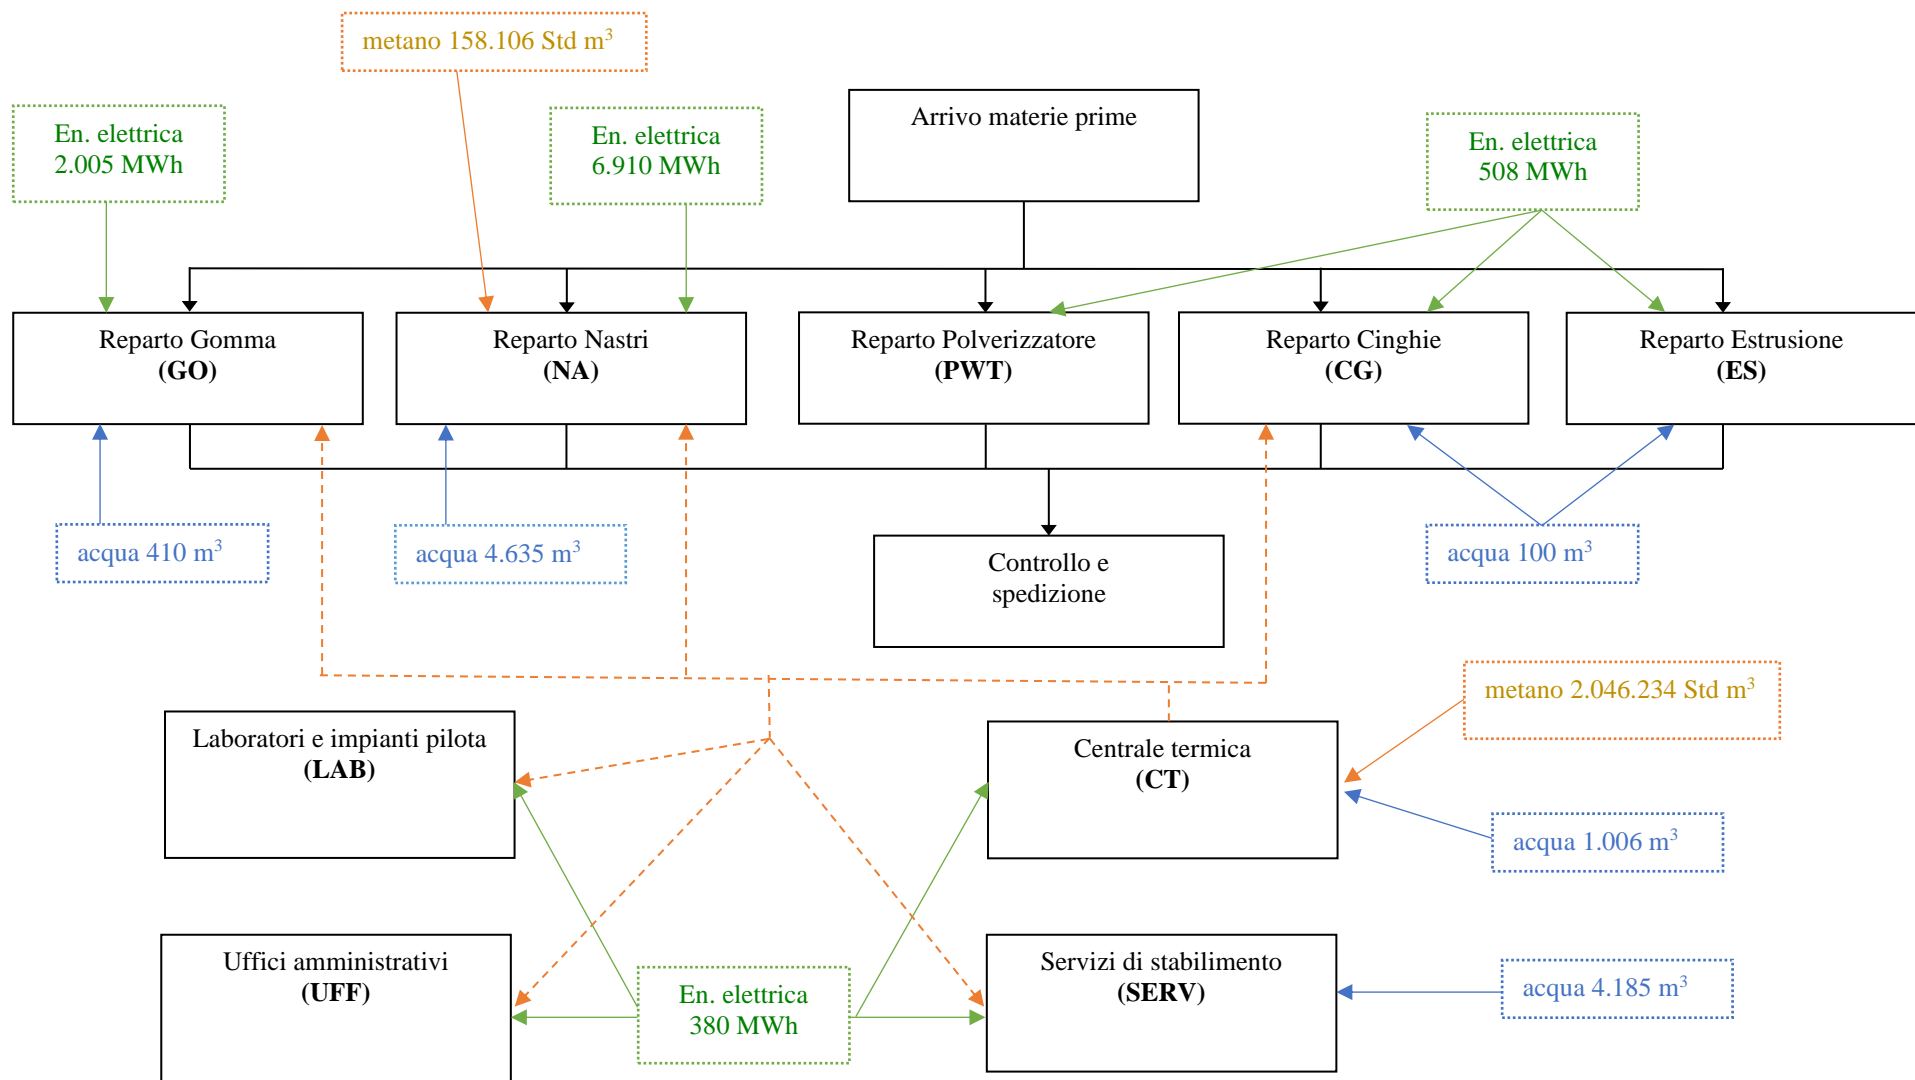 metano 158.106 Std m³
En. elettrica
2.005 MWh
En. elettrica
6.910 MWh
Arrivo materie prime
En. elettrica
508 MWh
Reparto Gomma
(GO)
Reparto Nastri
(NA)
Reparto Polverizzatore
(PWT)
Reparto Cinghie
(CG)
Reparto Estrusione
(ES)
acqua 410 m³
acqua 4.635 m³
Controllo e
spedizione
acqua 100 m³
metano 2.046.234 Std m³
Laboratori e impianti pilota
(LAB)
Centrale termica
(CT)
acqua 1.006 m³
Uffici amministrativi
(UFF)
En. elettrica
380 MWh
Servizi di stabilimento
(SERV)
acqua 4.185 m³